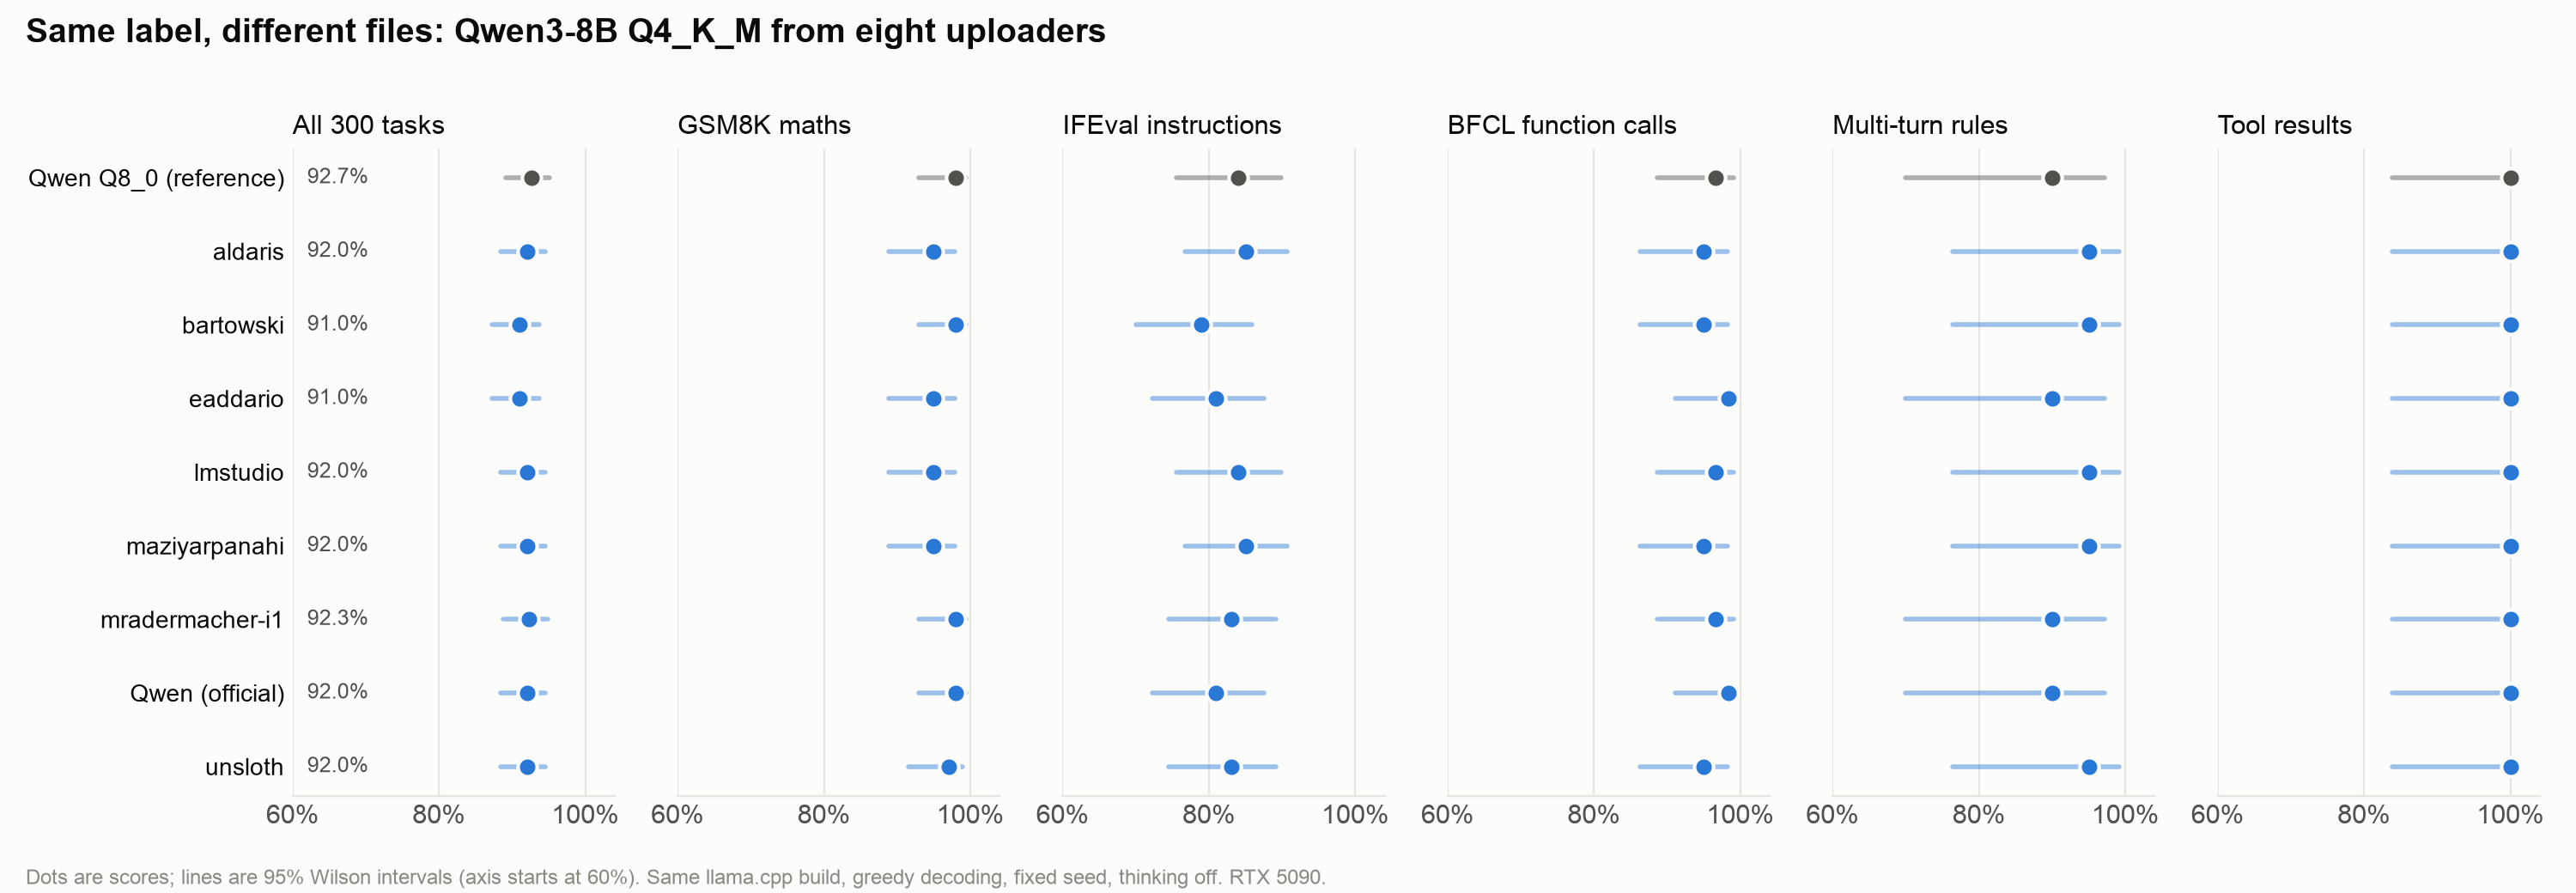 Same label, different files: Qwen3-8B Q4_K_M from eight uploaders
All 300 tasks GSM8K maths IFEval instructions BFCL function calls Multi-turn rules Tool results
Qwen Q8_0 (reference) 92.7%
aldaris 92.0%
bartowski 91.0%
eaddario 91.0%
lmstudio 92.0%
maziyarpanahi 92.0%
mradermacher-i1 92.3%
Qwen (official) 92.0%
unsloth 92.0%
60% 80% 100% 60% 80% 100% 60% 80% 100% 60% 80% 100% 60% 80% 100% 60% 80% 100%
Dots are scores; lines are 95% Wilson intervals (axis starts at 60%). Same llama.cpp build, greedy decoding, fixed seed, thinking off. RTX 5090.